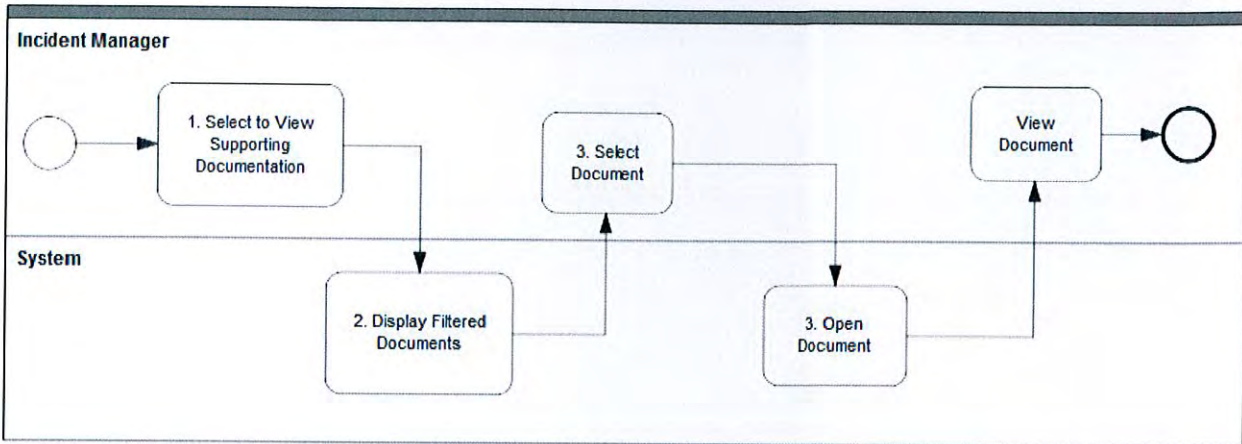 Incident Manager
1. Select to View
Supporting
Documentation
3. Select
Document
View
Document
System
2. Display Filtered
Documents
3. Open
Document